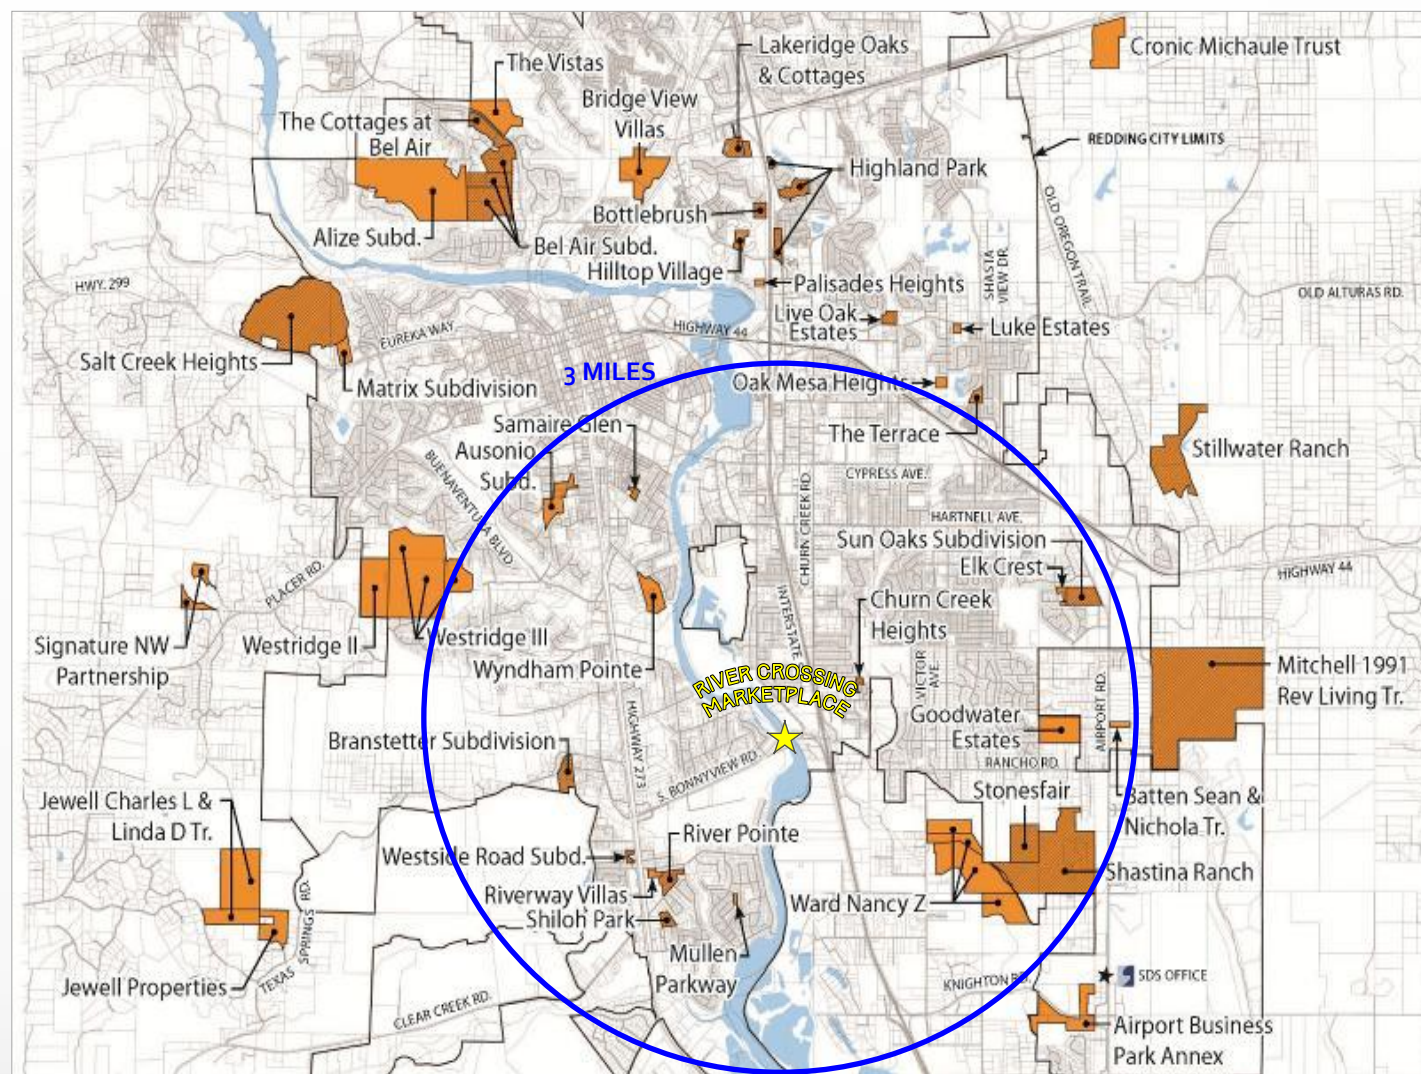 Lakeridge Oaks
& Cottages
Cronic Michaule Trust
The Vistas
Bridge View
Villas
The Cottages at
Bel Air
REDDING CITY LIMITS
Highland Park
Bottlebrush
Alize Subd.
Bel Air Subd.
Hilltop Village
OLD OREGON TRAIL
SHASTA
VIEW DR.
HWY. 299
Palisades Heights
OLD ALTURAS RD.
Live Oak
Estates
Luke Estates
HIGHWAY 44
EUREKA WAY
Salt Creek Heights
Matrix Subdivision
3 MILES
Oak Mesa Heights
Samaire Glen
The Terrace
Ausonio
Subd.
Stillwater Ranch
BUENAVENTURA BLVD.
CYPRESS AVE.
CHURN CREEK RD.
HARTNELL AVE.
Sun Oaks Subdivision
Elk Crest
HIGHWAY 44
PLACER RD.
INTERSTATE
Churn Creek
Heights
Signature NW
Partnership
Westridge II
Westridge III
Wyndham Pointe
VICTOR
AVE.
Mitchell 1991
Rev Living Tr.
RIVER CROSSING
MARKETPLACE
AIRPORT RD.
Goodwater
Estates
HIGHWAY 273
Branstetter Subdivision
RANCHO RD.
S. BONNYVIEW RD.
Stonesfair
Batten Sean &
Nichola Tr.
Jewell Charles L &
Linda D Tr.
River Pointe
Westside Road Subd.
Shastina Ranch
Riverway Villas
Ward Nancy Z
Shiloh Park
Mullen
Parkway
TEXAS
SPRINGS RD.
Jewell Properties
KNIGHTON RD.
SDS OFFICE
CLEAR CREEK RD.
Airport Business
Park Annex